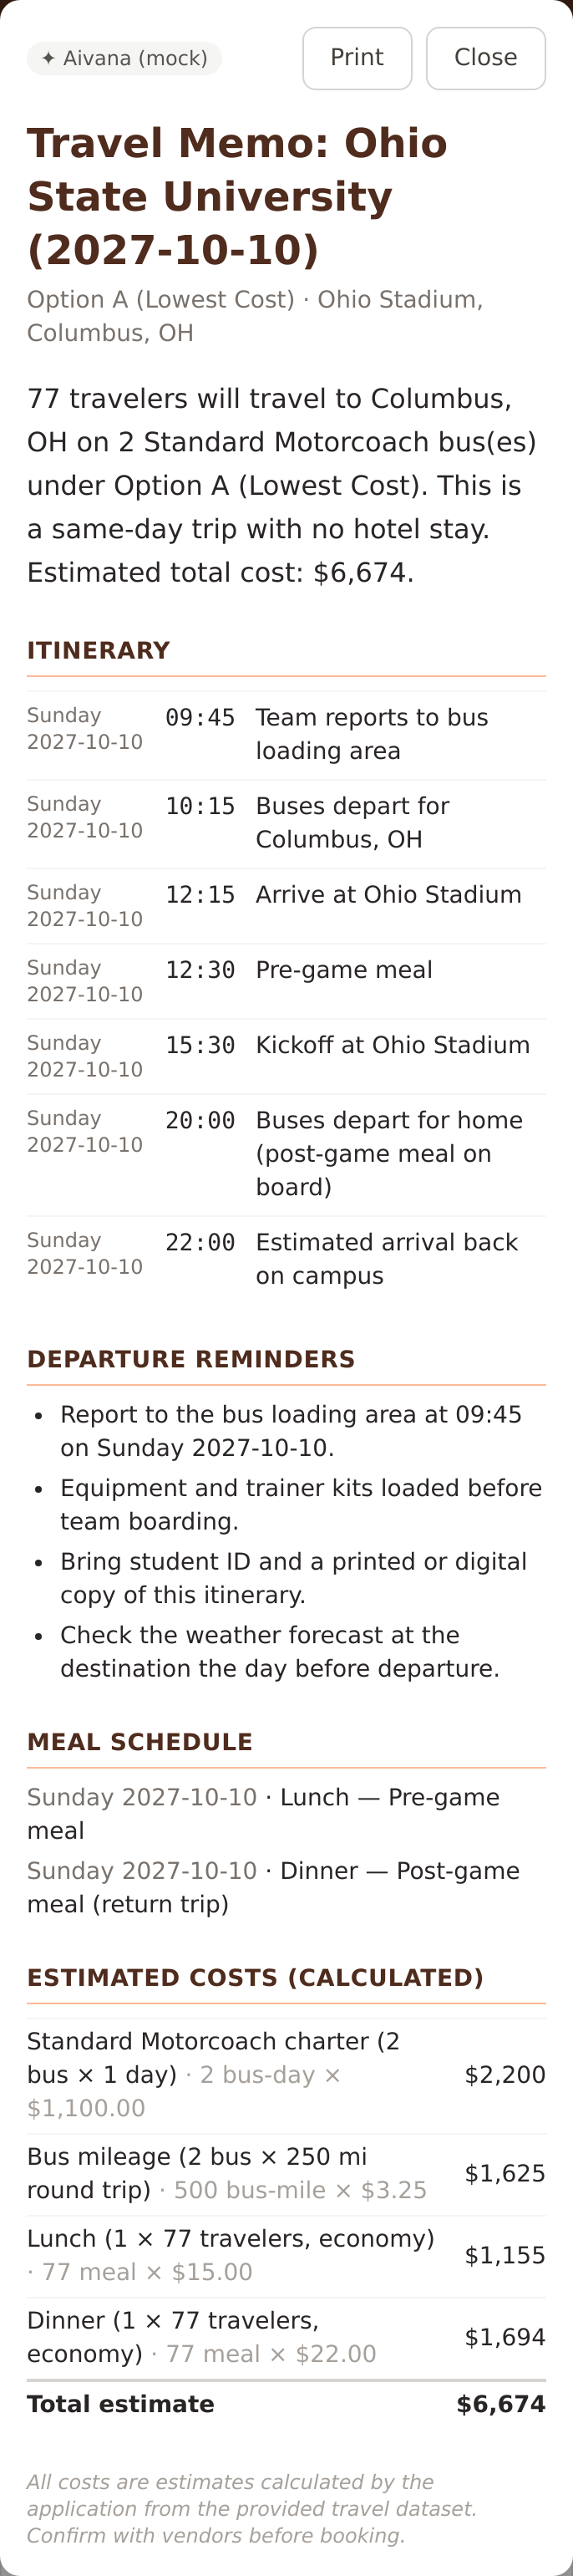 ✦ Aivana (mock)
Print
Close
Travel Memo: Ohio
State University
(2027-10-10)
Option A (Lowest Cost) · Ohio Stadium,
Columbus, OH
77 travelers will travel to Columbus,
OH on 2 Standard Motorcoach bus(es)
under Option A (Lowest Cost). This is
a same-day trip with no hotel stay.
Estimated total cost: $6,674.
ITINERARY
Sunday
2027-10-10
09:45
Team reports to bus
loading area
Sunday
2027-10-10
10:15
Buses depart for
Columbus, OH
Sunday
2027-10-10
12:15
Arrive at Ohio Stadium
Sunday
2027-10-10
12:30
Pre-game meal
Sunday
2027-10-10
15:30
Kickoff at Ohio Stadium
Sunday
2027-10-10
20:00
Buses depart for home
(post-game meal on
board)
Sunday
2027-10-10
22:00
Estimated arrival back
on campus
DEPARTURE REMINDERS
• Report to the bus loading area at 09:45
on Sunday 2027-10-10.
• Equipment and trainer kits loaded before
team boarding.
• Bring student ID and a printed or digital
copy of this itinerary.
• Check the weather forecast at the
destination the day before departure.
MEAL SCHEDULE
Sunday 2027-10-10 · Lunch — Pre-game
meal
Sunday 2027-10-10 · Dinner — Post-game
meal (return trip)
ESTIMATED COSTS (CALCULATED)
Standard Motorcoach charter (2
bus × 1 day) · 2 bus-day ×
$1,100.00
$2,200
Bus mileage (2 bus × 250 mi
round trip) · 500 bus-mile × $3.25
$1,625
Lunch (1 × 77 travelers, economy)
· 77 meal × $15.00
$1,155
Dinner (1 × 77 travelers,
economy) · 77 meal × $22.00
$1,694
Total estimate
$6,674
All costs are estimates calculated by the
application from the provided travel dataset.
Confirm with vendors before booking.